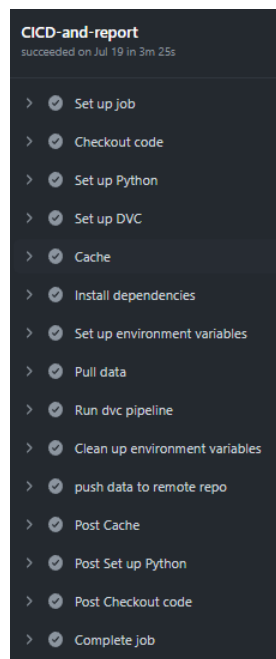 CICD-and-report
succeeded on Jul 19 in 3m 25s
Set up job
Checkout code
Set up Python
Set up DVC
Cache
Install dependencies
Set up environment variables
Pull data
Run dvc pipeline
Clean up environment variables
push data to remote repo
Post Cache
Post Set up Python
Post Checkout code
Complete job